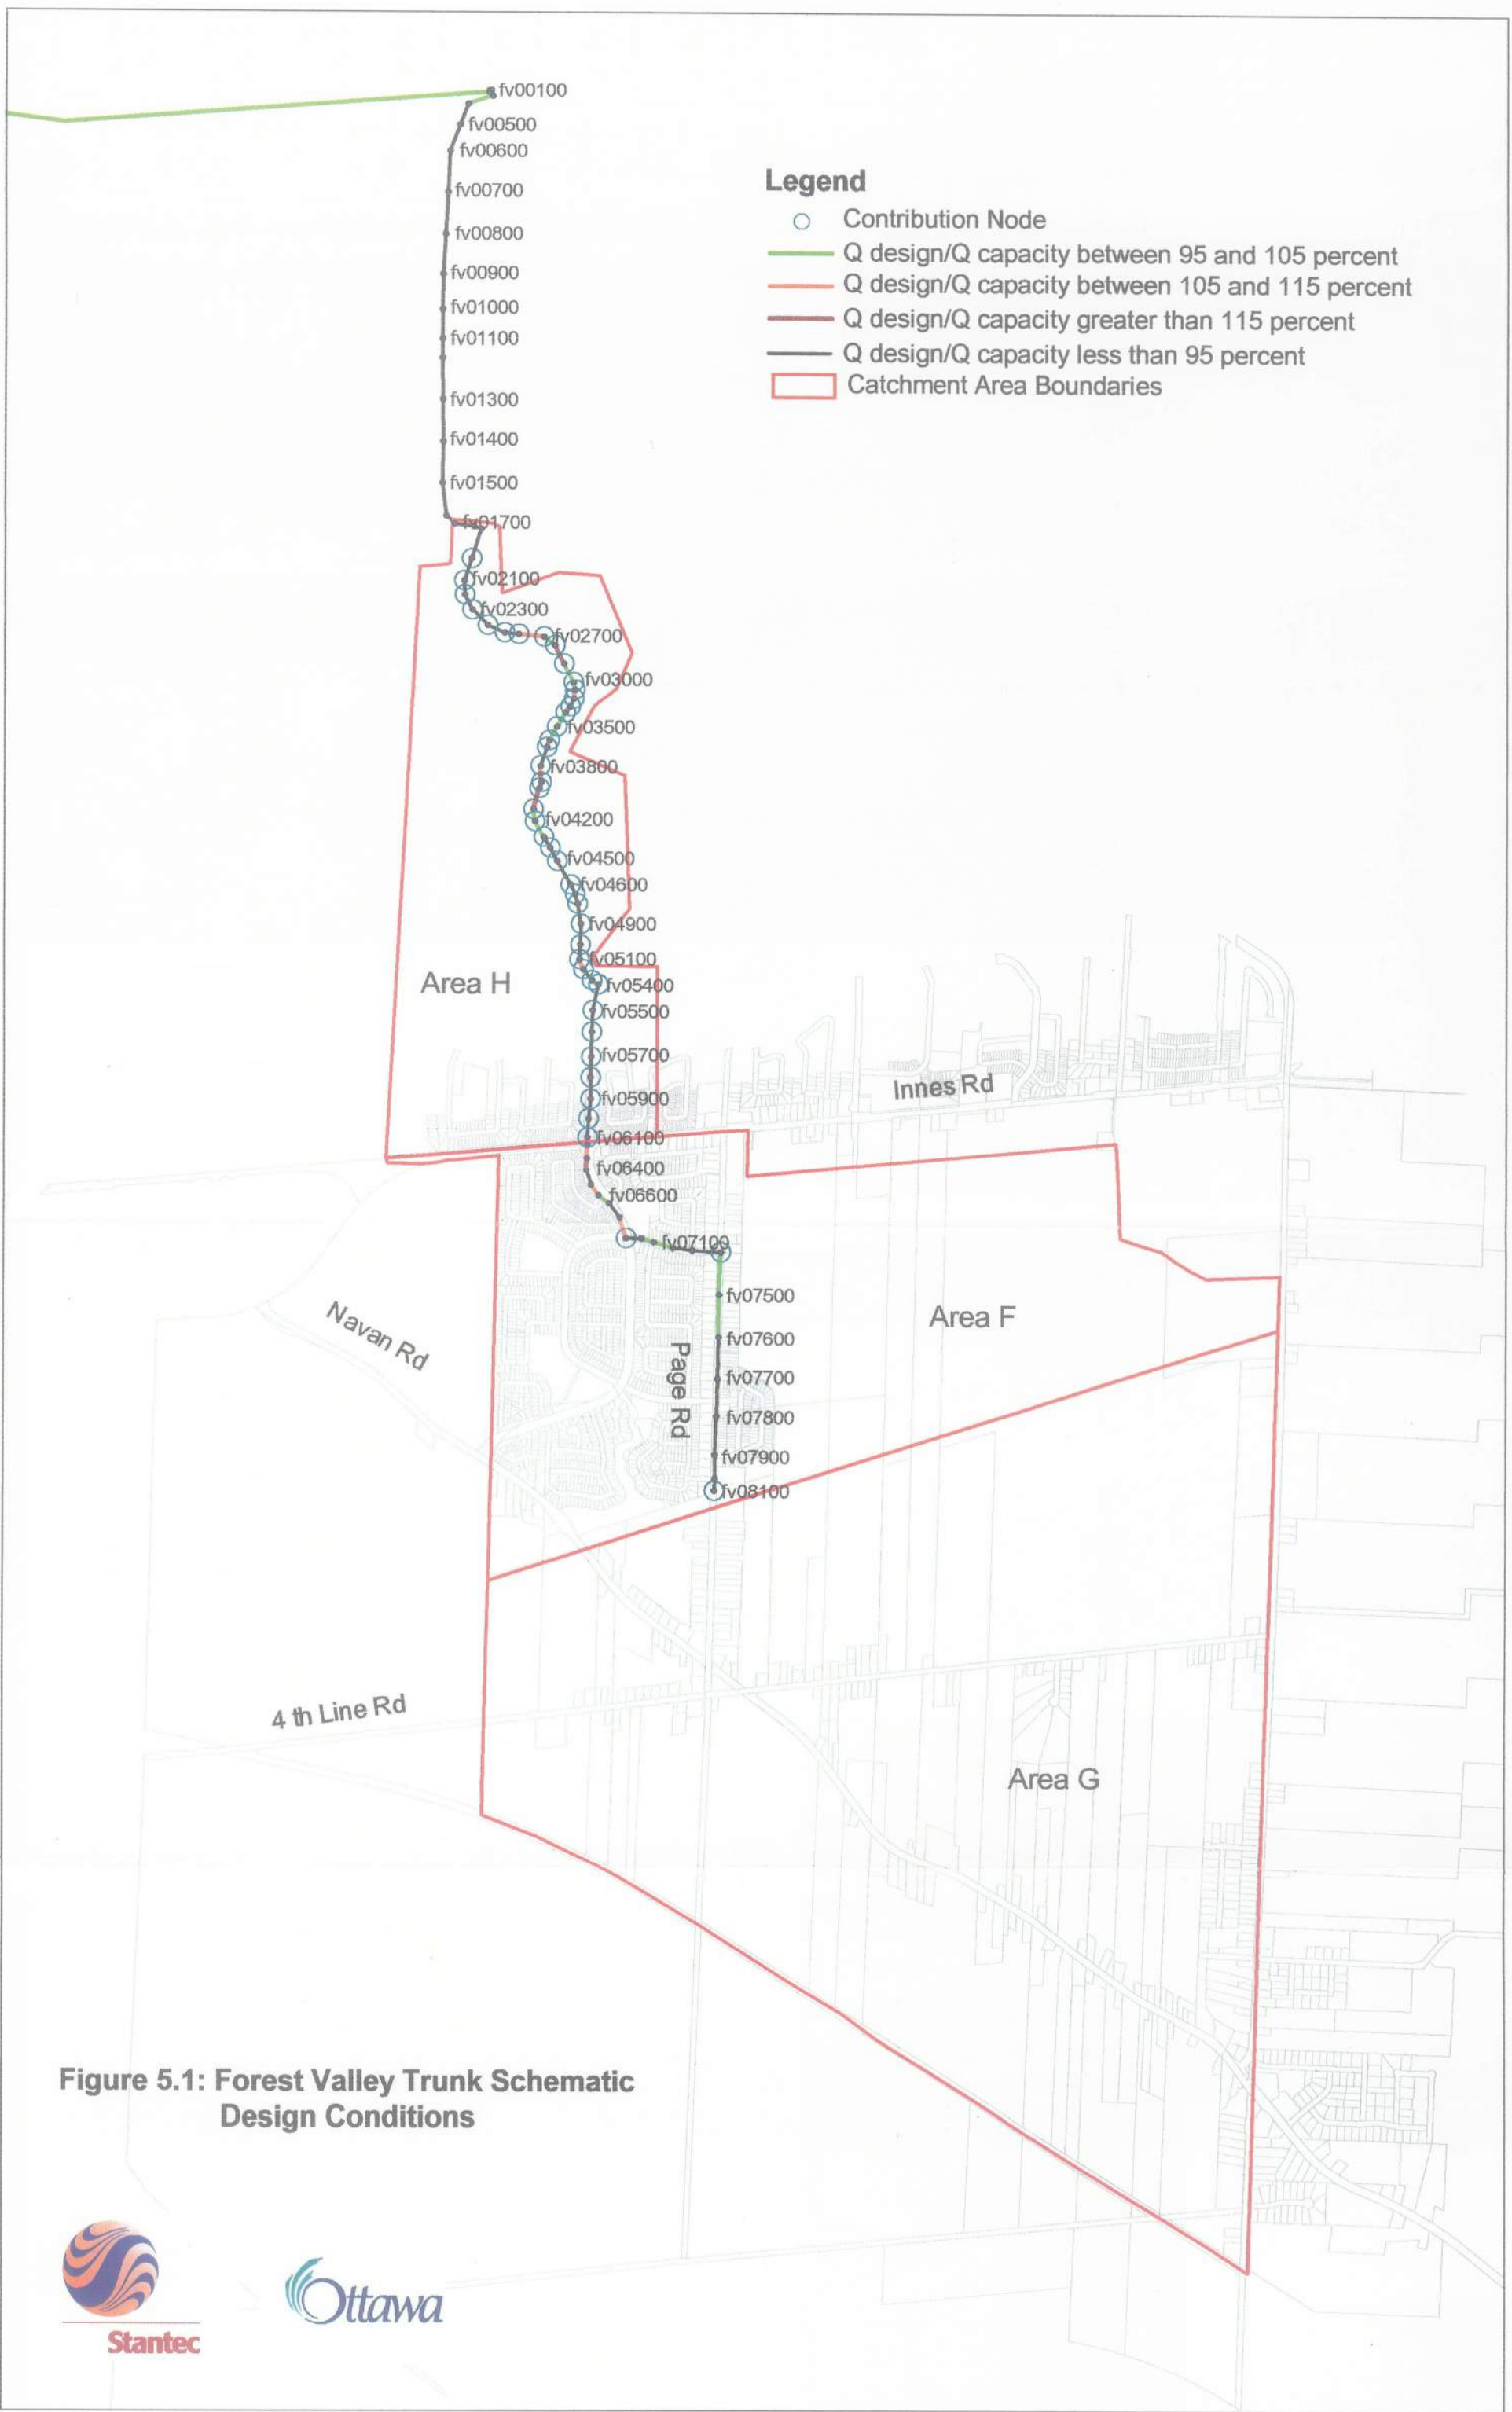 fv00100
fv00500
fv00600
fv00700
fv00800
fv00900
fv01000
fv01100
fv01300
fv01400
fv01500
fv01700
fv02100
fv02300
fv02700
fv03000
fv03500
fv03800
fv04200
fv04500
fv04600
fv04900
fv05100
fv05400
fv05500
fv05700
fv05900
fv06100
fv06400
fv06600
fv07100
fv07500
fv07600
fv07700
fv07800
fv07900
fv08100
Legend
Contribution Node
Q design/Q capacity between 95 and 105 percent
Q design/Q capacity between 105 and 115 percent
Q design/Q capacity greater than 115 percent
Q design/Q capacity less than 95 percent
Catchment Area Boundaries
Area H
Innes Rd
Navan Rd
Page Rd
Area F
4 th Line Rd
Area G
Figure 5.1: Forest Valley Trunk Schematic
Design Conditions
Stantec
Ottawa